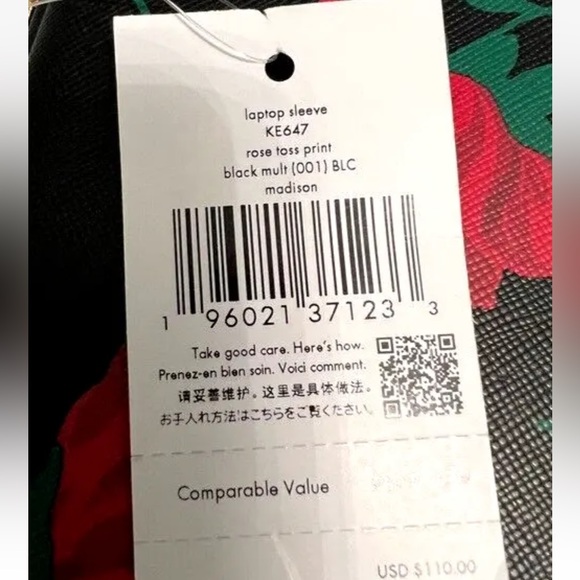 laptop sleeve
KE647
rose toss print
black mult (001) BLC
madison
1 96021 37123 3
Take good care. Here's how.
Prenez-en bien soin. Voici comment.
请妥善维护。这里是具体做法。
お手入れ方法はこちらをご覧ください。
Comparable Value
USD $110.00